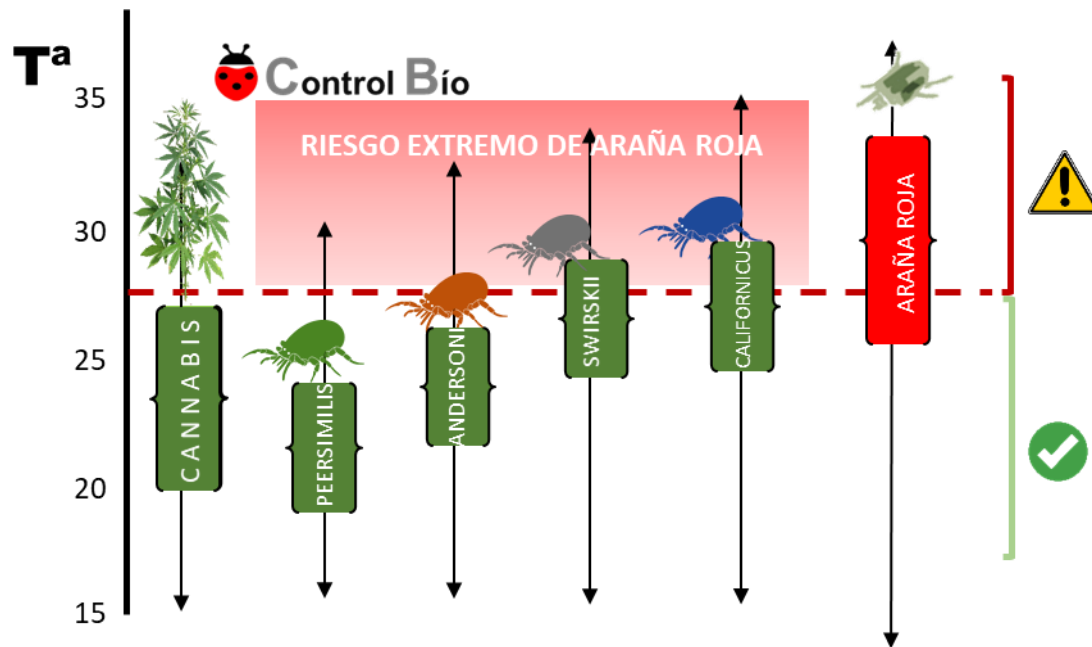 Tª
Control Bío
35
30
25
20
15
RIESGO EXTREMO DE ARAÑA ROJA
CANNABIS
PEERSIMILIS
ANDERSONI
SWIRSKII
CALIFORNICUS
ARAÑA ROJA